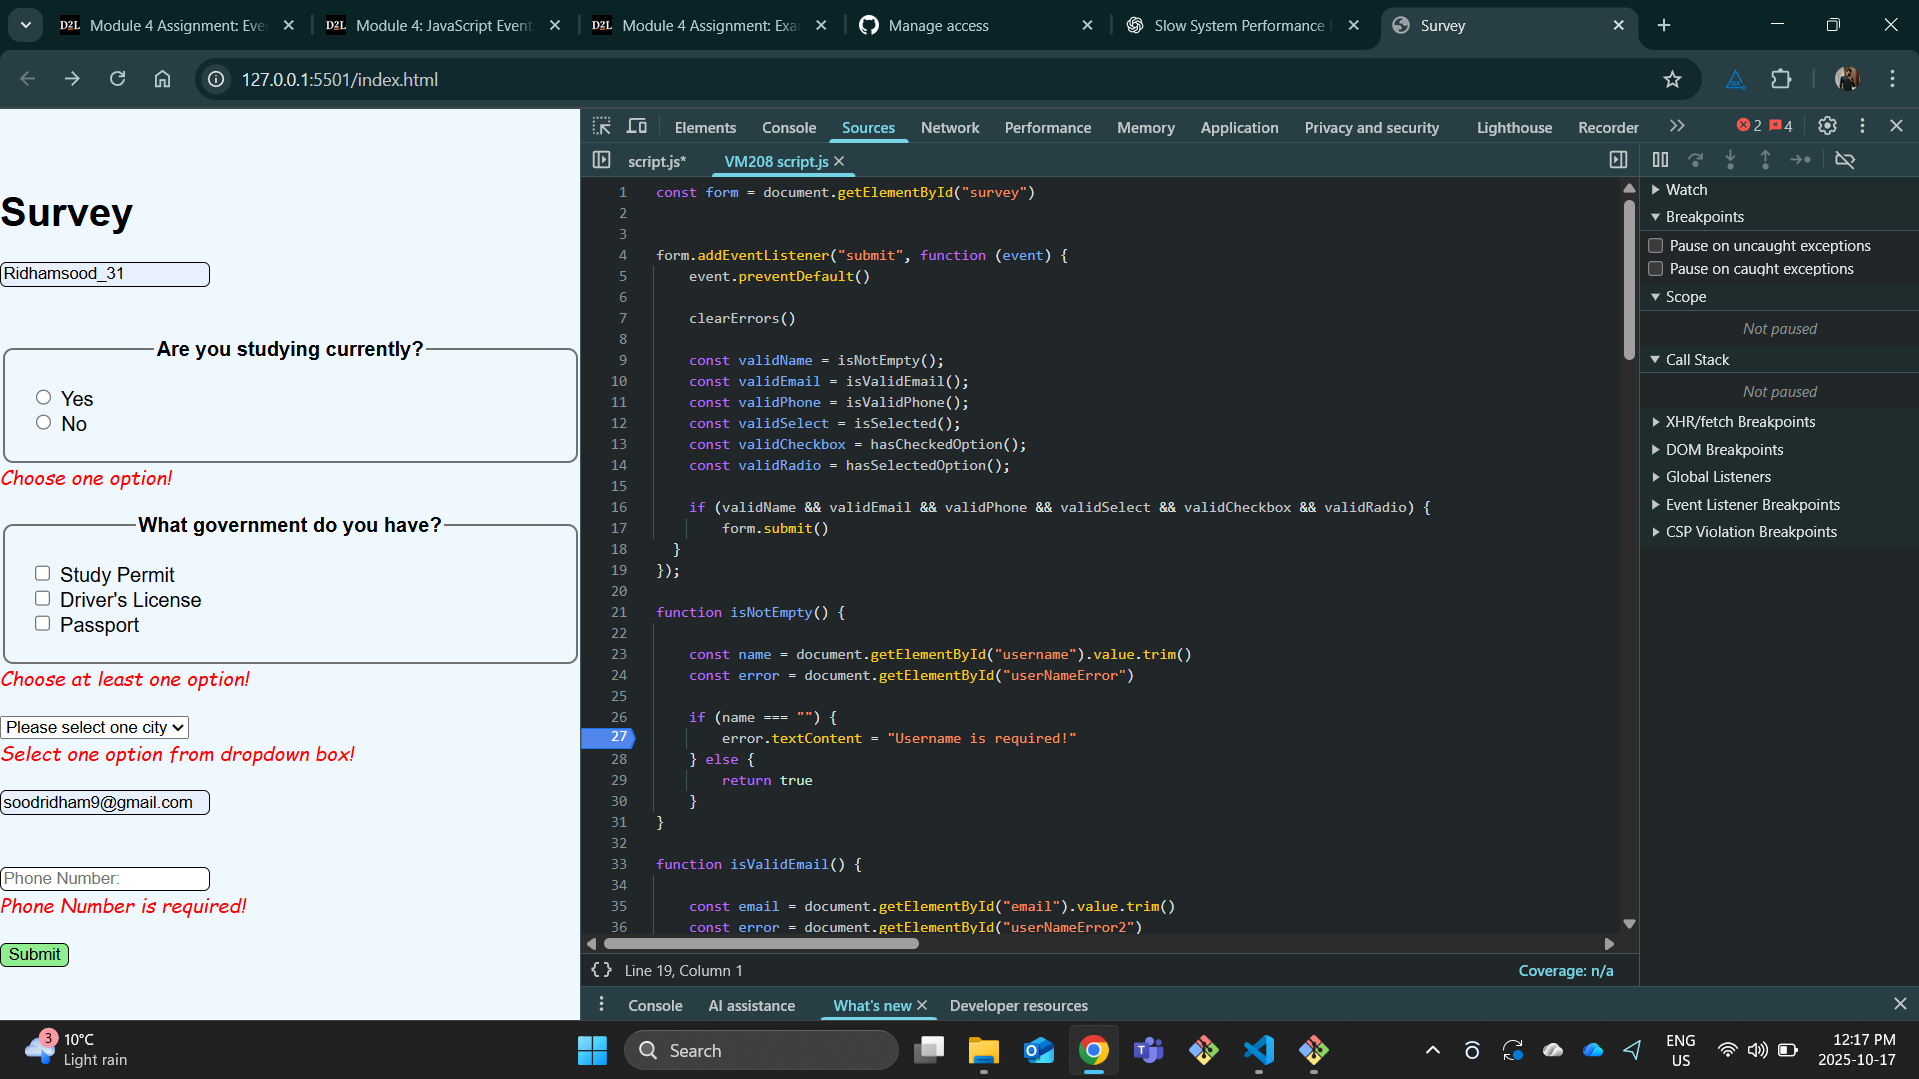 D2L Module 4 Assignment: Eve
D2L Module 4: JavaScript Event
D2L Module 4 Assignment: Exa
Manage access
Slow System Performance
Survey
127.0.0.1:5501/index.html
Elements
Console
Sources
Network
Performance
Memory
Application
Privacy and security
Lighthouse
Recorder
2
4
script.js*
VM208 script.js
Survey
Ridhamsood_31
Are you studying currently?
Yes
No
Choose one option!
What government do you have?
Study Permit
Driver's License
Passport
Choose at least one option!
Please select one city
Select one option from dropdown box!
soodridham9@gmail.com
Phone Number:
Phone Number is required!
Submit
1 const form = document.getElementById("survey")
2
3
4 form.addEventListener("submit", function (event) {
5 event.preventDefault()
6
7 clearErrors()
8
9 const validName = isNotEmpty();
10 const validEmail = isValidEmail();
11 const validPhone = isValidPhone();
12 const validSelect = isSelected();
13 const validCheckbox = hasCheckedOption();
14 const validRadio = hasSelectedOption();
15
16 if (validName && validEmail && validPhone && validSelect && validCheckbox && validRadio) {
17 form.submit()
18 }
19 });
20
21 function isNotEmpty() {
22
23 const name = document.getElementById("username").value.trim()
24 const error = document.getElementById("userNameError")
25
26 if (name === "") {
27 error.textContent = "Username is required!"
28 } else {
29 return true
30 }
31 }
32
33 function isValidEmail() {
34
35 const email = document.getElementById("email").value.trim()
36 const error = document.getElementById("userNameError2")
{} Line 19, Column 1
Coverage: n/a
Watch
Breakpoints
Pause on uncaught exceptions
Pause on caught exceptions
Scope
Not paused
Call Stack
Not paused
XHR/fetch Breakpoints
DOM Breakpoints
Global Listeners
Event Listener Breakpoints
CSP Violation Breakpoints
Console
AI assistance
What's new
Developer resources
3
10°C
Light rain
Search
ENG
US
12:17 PM
2025-10-17